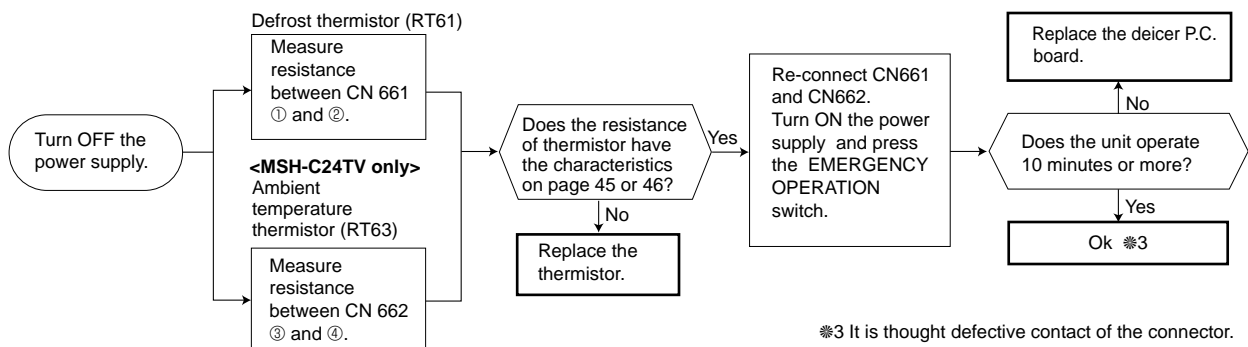 Turn OFF the
power supply.
Defrost thermistor (RT61)
Measure
resistance
between CN 661
① and ②.
<MSH-C24TV only>
Ambient
temperature
thermistor (RT63)
Measure
resistance
between CN 662
③ and ④.
Does the resistance
of thermistor have
the characteristics
on page 45 or 46?
Yes
No
Replace the
thermistor.
Re-connect CN661
and CN662.
Turn ON the power
supply and press
the EMERGENCY
OPERATION
switch.
Does the unit operate
10 minutes or more?
No
Replace the deicer P.C.
board.
Yes
Ok ❋3
❋3 It is thought defective contact of the connector.